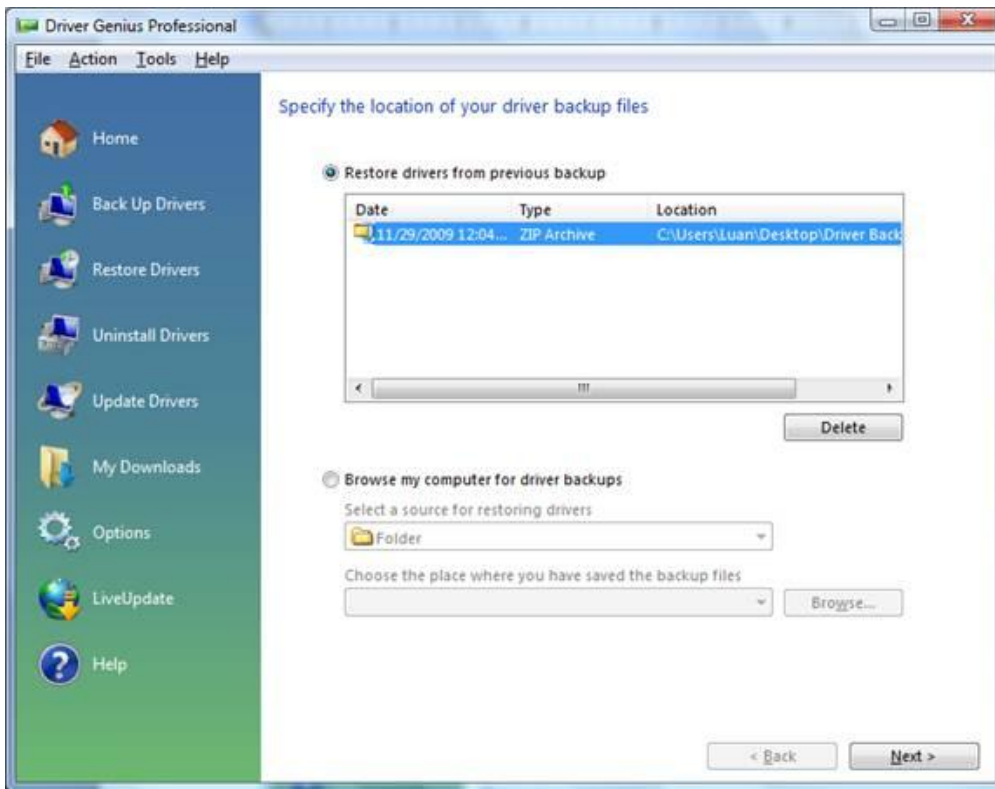 Driver Genius Professional
File Action Tools Help
Home
Back Up Drivers
Restore Drivers
Uninstall Drivers
Update Drivers
My Downloads
Options
LiveUpdate
Help
Specify the location of your driver backup files
Restore drivers from previous backup
Date Type Location
11/29/2009 12:04... ZIP Archive C:\Users\Luan\Desktop\Driver Back
Delete
Browse my computer for driver backups
Select a source for restoring drivers
Folder
Choose the place where you have saved the backup files
Browse...
< Back Next >